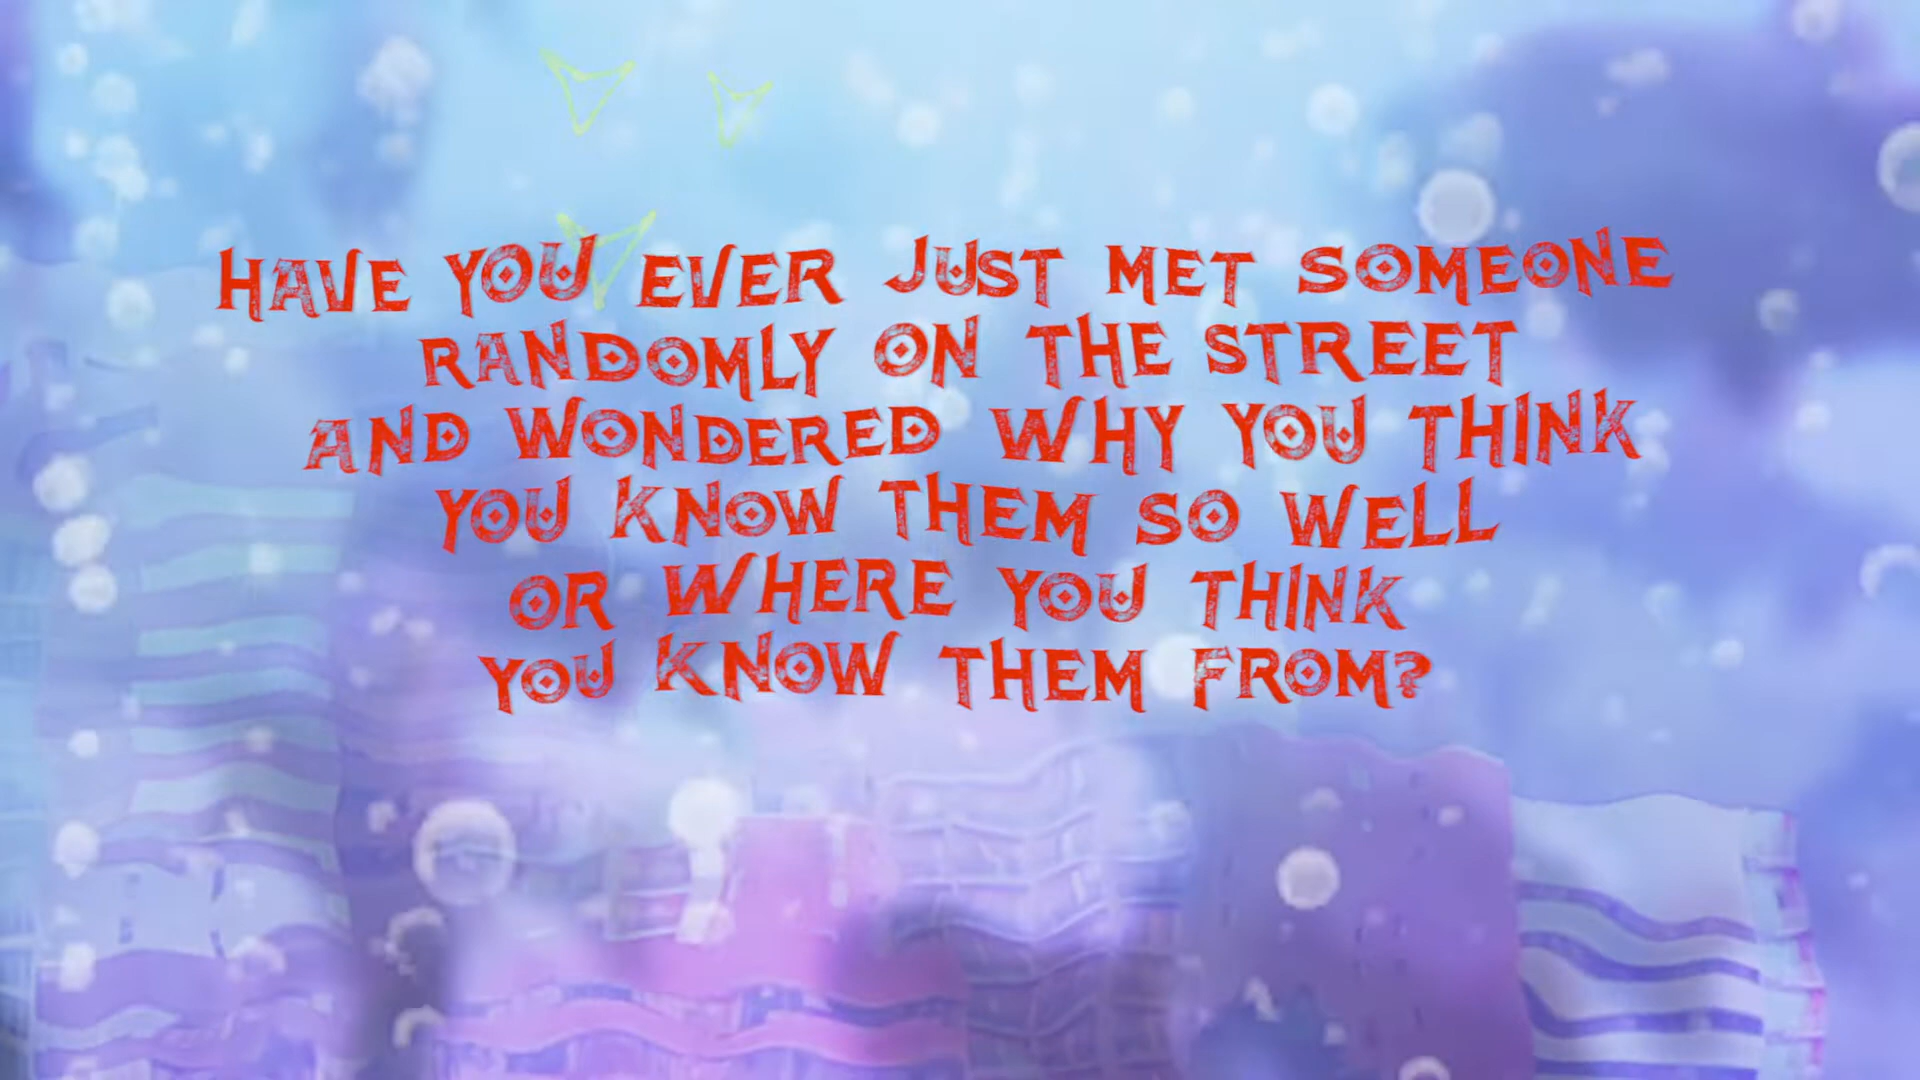 HAVE YOU EVER JUST MET SOMEONE
RANDOMLY ON THE STREET
AND WONDERED WHY YOU THINK
YOU KNOW THEM SO WELL
OR WHERE YOU THINK
YOU KNOW THEM FROM?